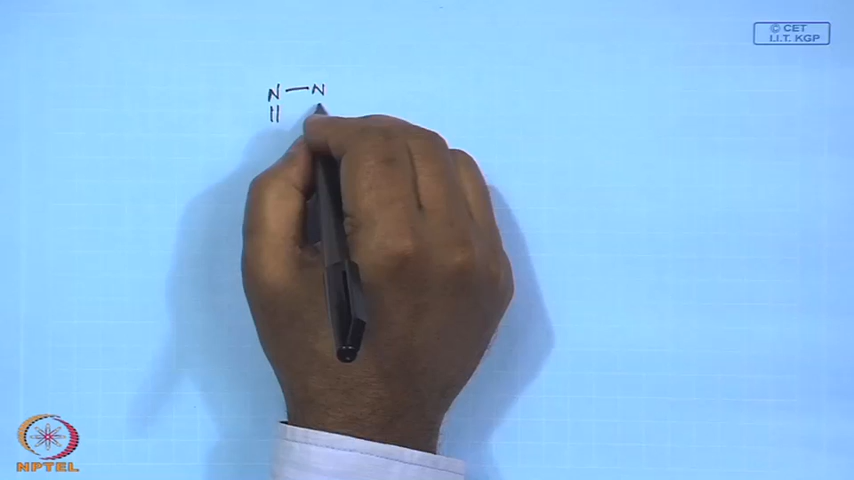 © CET
I.I.T. KGP
N — N
||
NPTEL